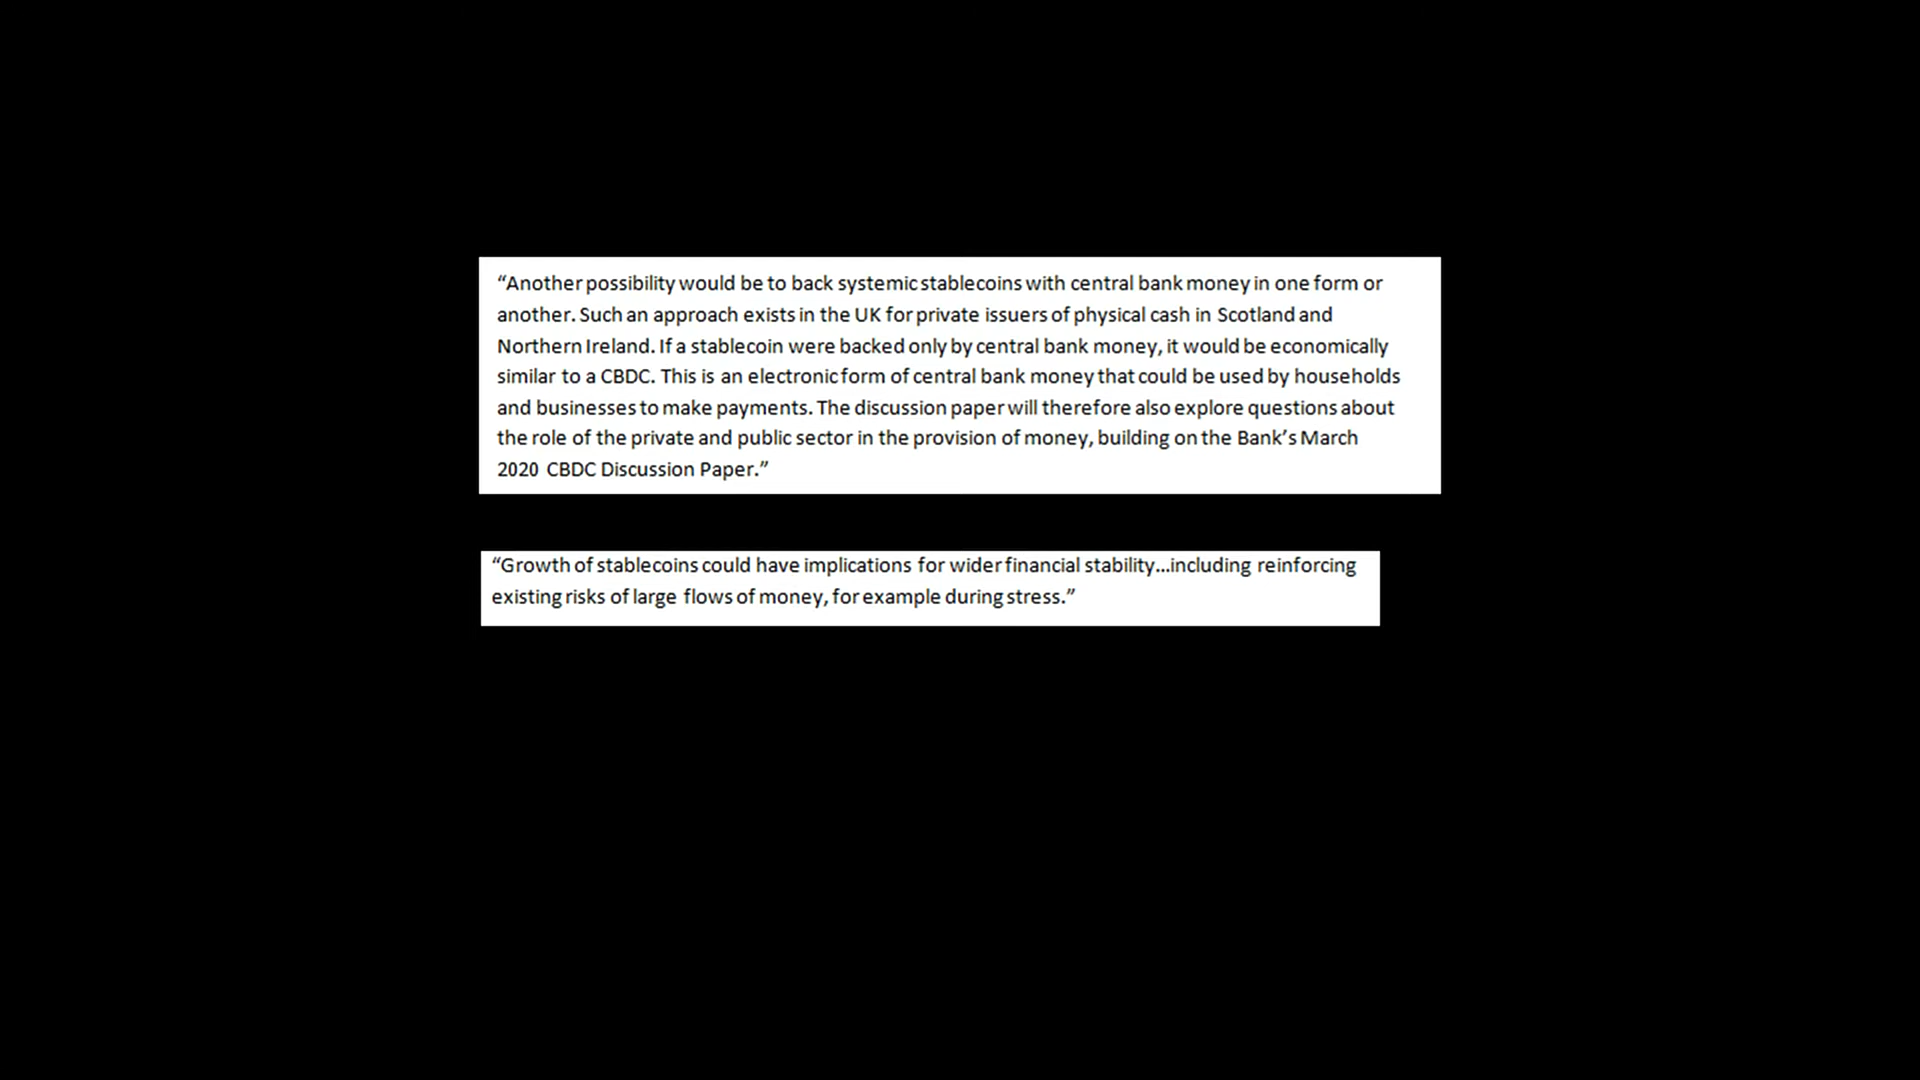 “Another possibility would be to back systemic stablecoins with central bank money in one form or
another. Such an approach exists in the UK for private issuers of physical cash in Scotland and
Northern Ireland. If a stablecoin were backed only by central bank money, it would be economically
similar to a CBDC. This is an electronic form of central bank money that could be used by households
and businesses to make payments. The discussion paper will therefore also explore questions about
the role of the private and public sector in the provision of money, building on the Bank’s March
2020 CBDC Discussion Paper.”
“Growth of stablecoins could have implications for wider financial stability...including reinforcing
existing risks of large flows of money, for example during stress.”